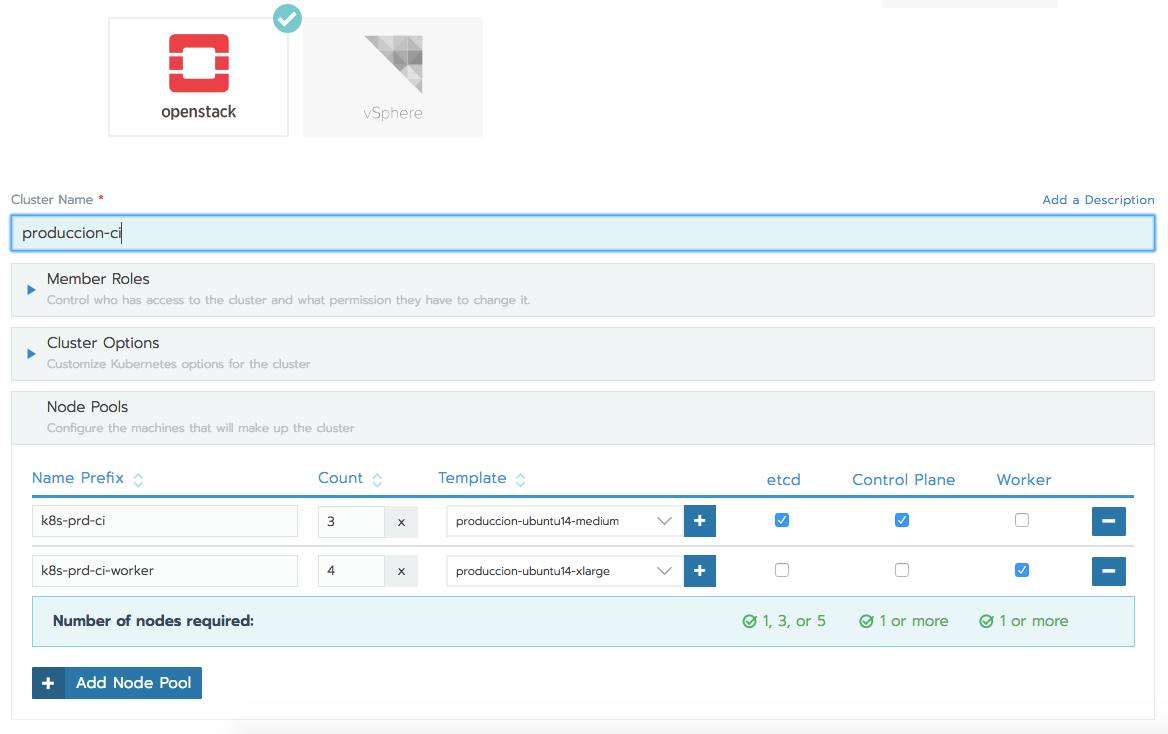 openstack
vSphere
Cluster Name *
Add a Description
produccion-ci
Member Roles
Control who has access to the cluster and what permission they have to change it.
Cluster Options
Customize Kubernetes options for the cluster
Node Pools
Configure the machines that will make up the cluster
Name Prefix Count Template etcd Control Plane Worker
k8s-prd-ci 3 x produccion-ubuntu14-medium + −
k8s-prd-ci-worker 4 x produccion-ubuntu14-xlarge + −
Number of nodes required: 1, 3, or 5 1 or more 1 or more
+ Add Node Pool